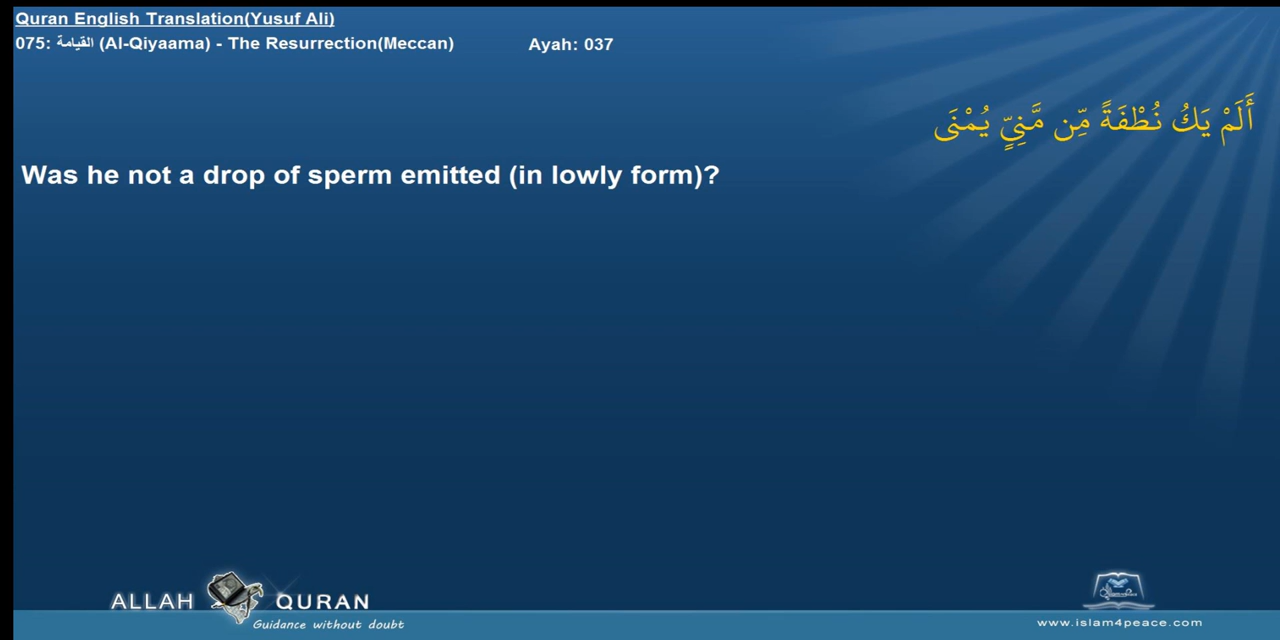 Quran English Translation(Yusuf Ali)
075: القيامة (Al-Qiyaama) - The Resurrection(Meccan) Ayah: 037
أَلَمْ يَكُ نُطْفَةً مِّن مَّنِيٍّ يُمْنَى
Was he not a drop of sperm emitted (in lowly form)?
ALLAH QURAN
Guidance without doubt
www.islam4peace.com